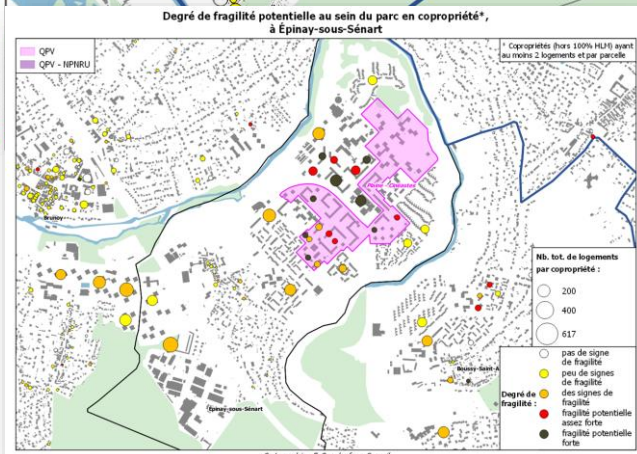 Degré de fragilité potentielle au sein du parc en copropriété*,
à Épinay-sous-Sénart
QPV
QPV - NPNRU
* Copropriétés (hors 100% HLM) ayant
au moins 2 logements et par parcelle
Brunoy
Plaine -
Épinay-sous-Sénart
Boussy-Saint-A
Nb. tot. de logements
par copropriété :
200
400
617
Degré de
fragilité :
pas de signe
de fragilité
peu de signes
de fragilité
des signes de
fragilité
fragilité potentielle
assez forte
fragilité potentielle
forte